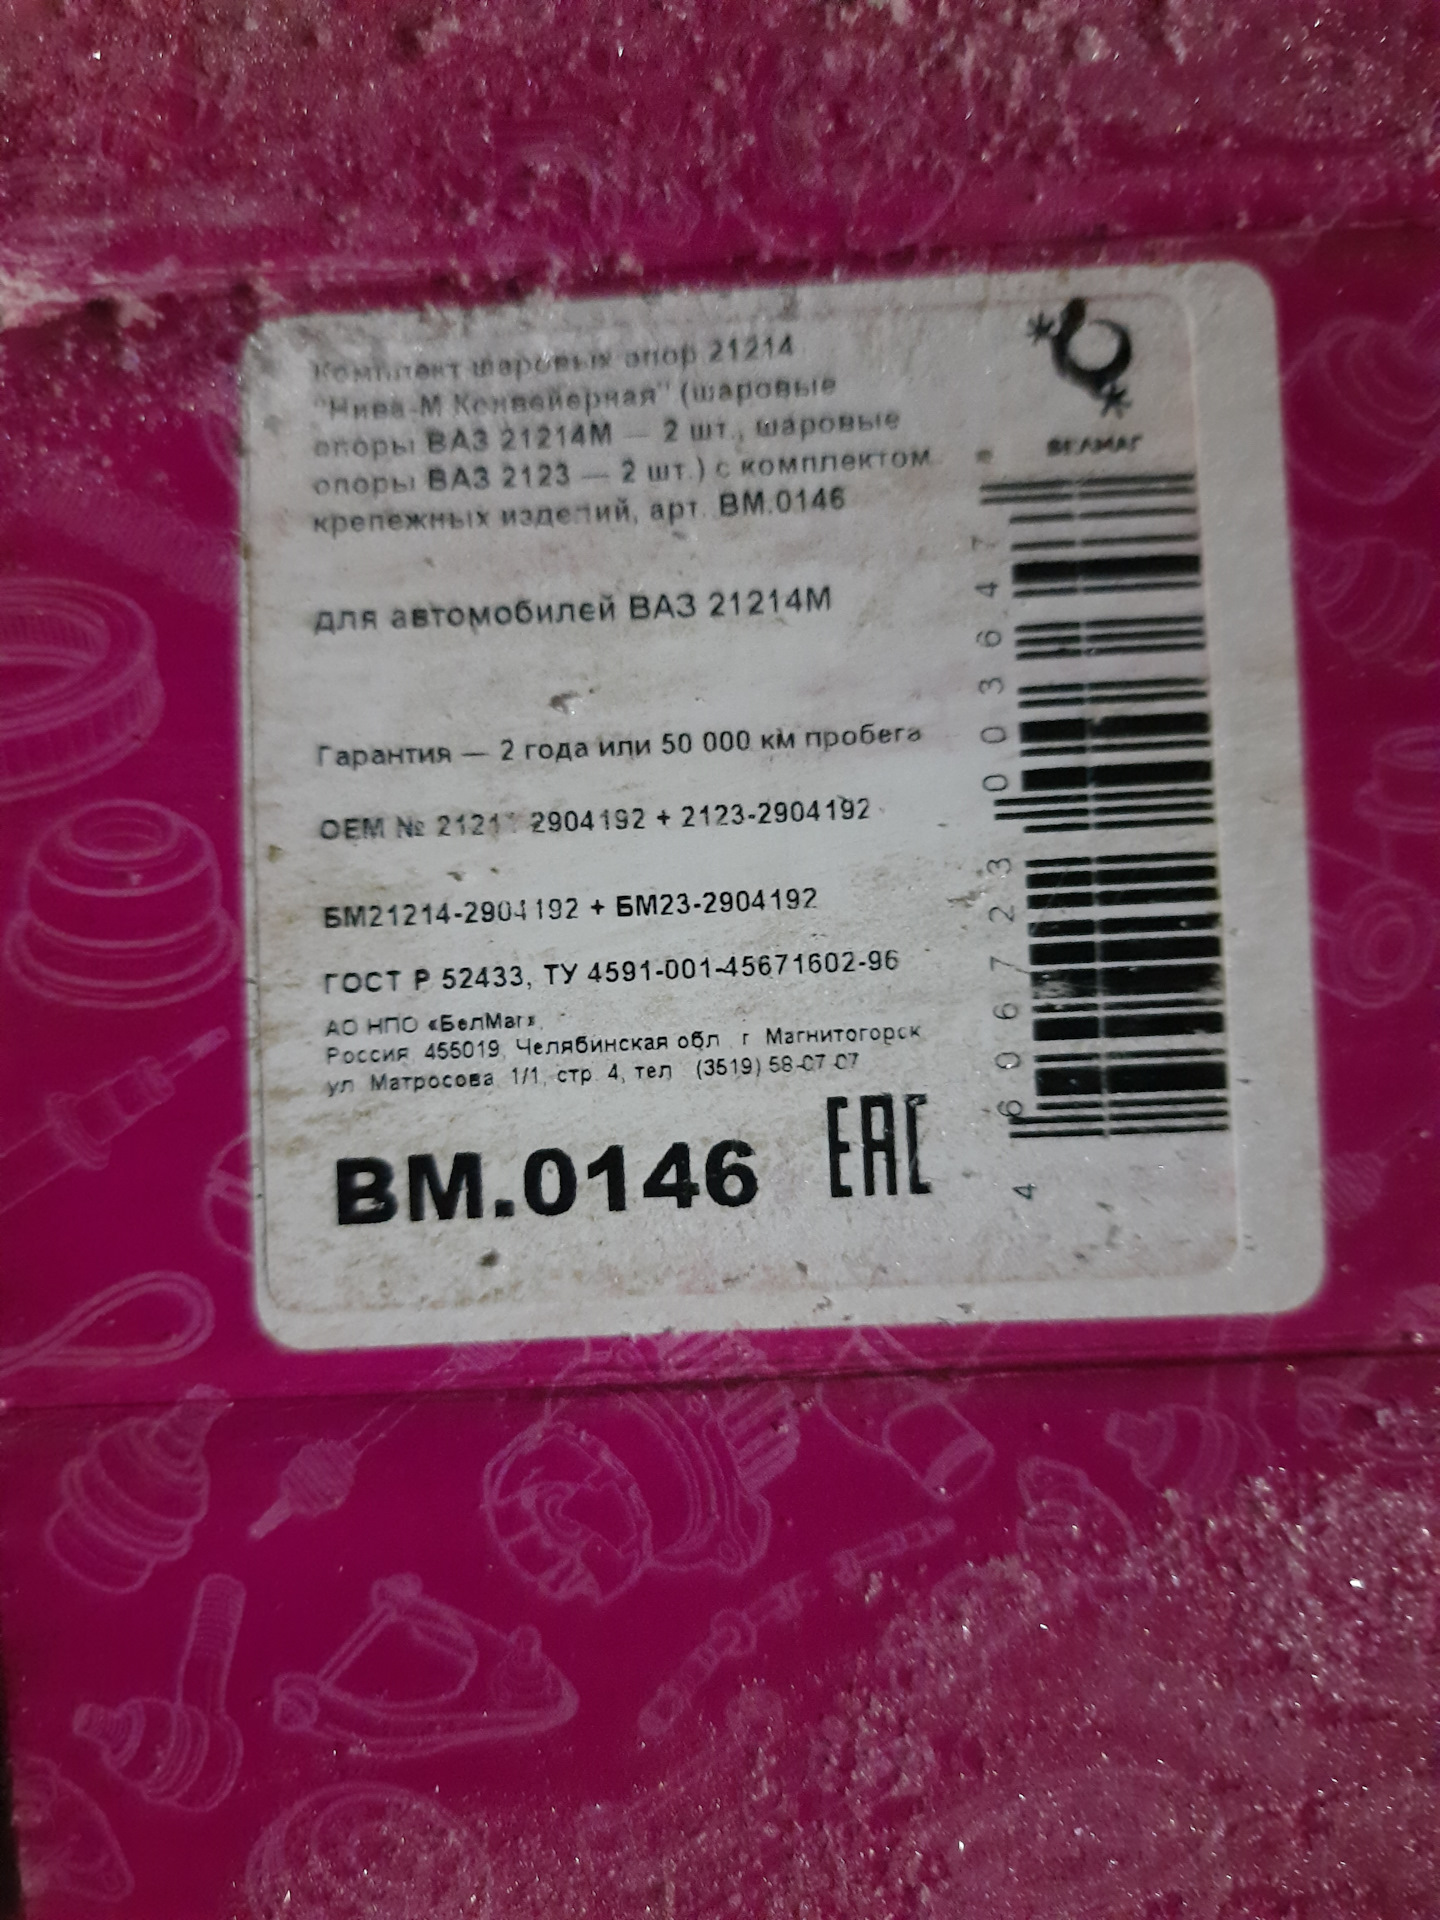 Комплект шаровых опор 21214
"Нива-М Конвейерная" (шаровые
опоры ВАЗ 21214М — 2 шт., шаровые
опоры ВАЗ 2123 — 2 шт.) с комплектом
крепежных изделий, арт. BM.0146
БЕЛМАГ
для автомобилей ВАЗ 21214М
Гарантия — 2 года или 50 000 км пробега
OEM № 2904192 + 2123-2904192
БМ21214-2904192 + БМ23-2904192
ГОСТ Р 52433, ТУ 4591-001-45671602-96
АО НПО «БелМаг»,
Россия, 455019, Челябинская обл., г. Магнитогорск,
ул. Матросова, 1/1, стр. 4, тел.: (3519) 58-07-07
BM.0146
EAC
4 606723 003647